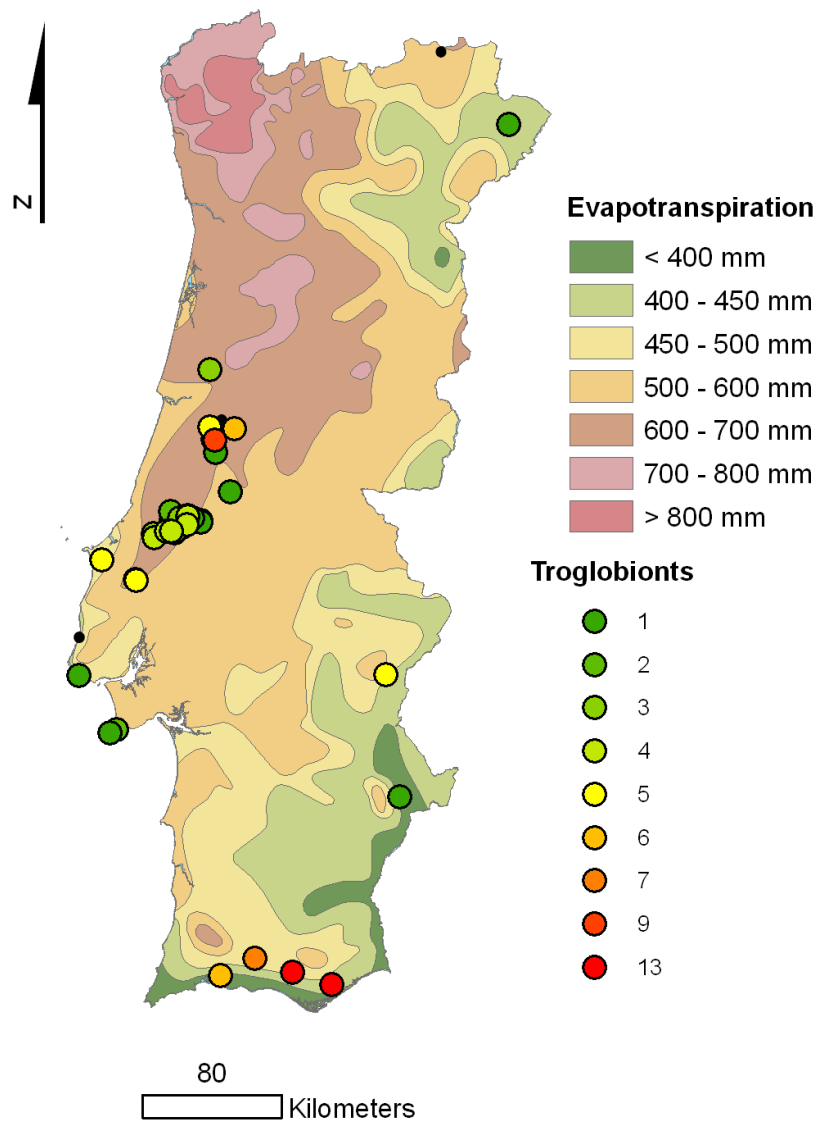 N
Evapotranspiration
< 400 mm
400 - 450 mm
450 - 500 mm
500 - 600 mm
600 - 700 mm
700 - 800 mm
> 800 mm
Troglobionts
1
2
3
4
5
6
7
9
13
80
Kilometers